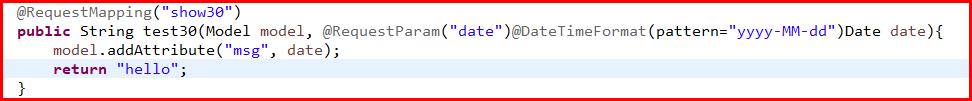 @RequestMapping("show30")
public String test30(Model model, @RequestParam("date")@DateTimeFormat(pattern="yyyy-MM-dd")Date date){
model.addAttribute("msg", date);
return "hello";
}